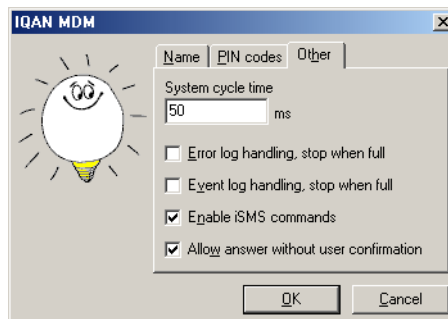 IQAN MDM
Name PIN codes Other
System cycle time
50 ms
Error log handling, stop when full
Event log handling, stop when full
Enable iSMS commands
Allow answer without user confirmation
OK Cancel